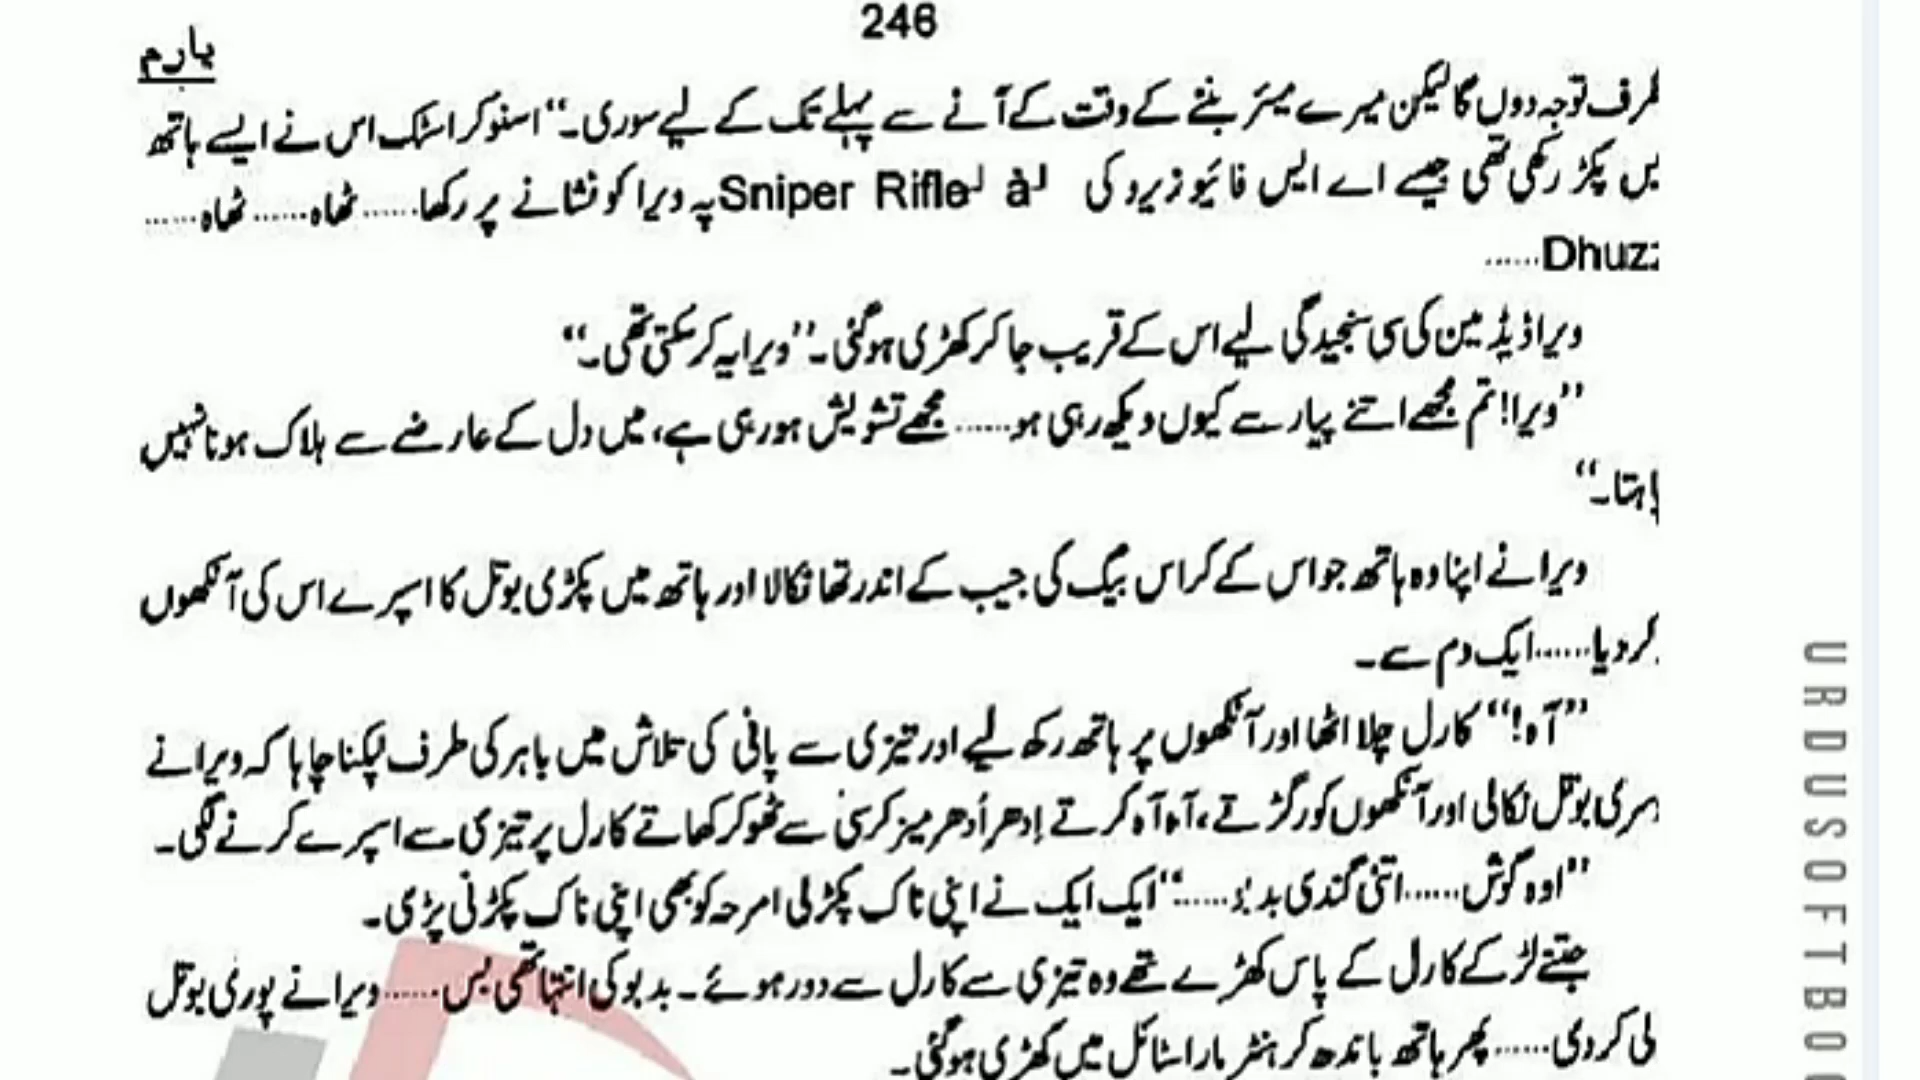 246
یارم
طرف توجہ دوں گا لیکن میرے میئر بننے کے وقت کے آنے سے پہلے تک کے لیے سوری۔“ اسنوکر اسٹک اس نے ایسے ہاتھ
میں پکڑ رکھی تھی جیسے اے ایس فائیو زیرو کی Sniper Rifle پہ ویرا کو نشانے پر رکھا...... ٹھاہ...... ٹھاہ......
Dhuzz......
ویرا ڈیڈ مین کی سی سنجیدگی لیے اس کے قریب جا کر کھڑی ہو گئی۔ ”ویرا یہ کر سکتی تھی۔“
”ویرا! تم مجھے اتنے پیار سے کیوں دیکھ رہی ہو...... مجھے تشویش ہو رہی ہے، میں دل کے عارضے سے ہلاک ہونا نہیں
چاہتا۔“
ویرا نے اپنا وہ ہاتھ جو اس کے کراس بیگ کی جیب کے اندر تھا نکالا اور ہاتھ میں پکڑی بوتل کا اسپرے اس کی آنکھوں
کر دیا...... ایک دم سے۔
”آہ!“ کارل چلا اٹھا اور آنکھوں پر ہاتھ رکھ لیے اور تیزی سے پانی کی تلاش میں باہر کی طرف لپکنا چاہا کہ ویرا نے
دوسری بوتل نکالی اور آنکھوں کو رگڑتے، آہ آہ کرتے اِدھر اُدھر میز کرسی سے ٹھوکر کھاتے کارل پر تیزی سے اسپرے کرنے لگی۔
”اوہ گوش...... اتنی گندی بدبو......“ ایک ایک نے اپنی ناک پکڑ لی امرحہ کو بھی اپنی ناک پکڑنی پڑی۔
جتنے لڑکے کارل کے پاس کھڑے تھے وہ تیزی سے کارل سے دور ہوئے۔ بدبو کی انتہا تھی بس...... ویرا نے پوری بوتل
لی کر دی...... پھر ہاتھ باندھ کر ہنٹر بار اسٹائل میں کھڑی ہو گئی۔
URDUSOFTBOO